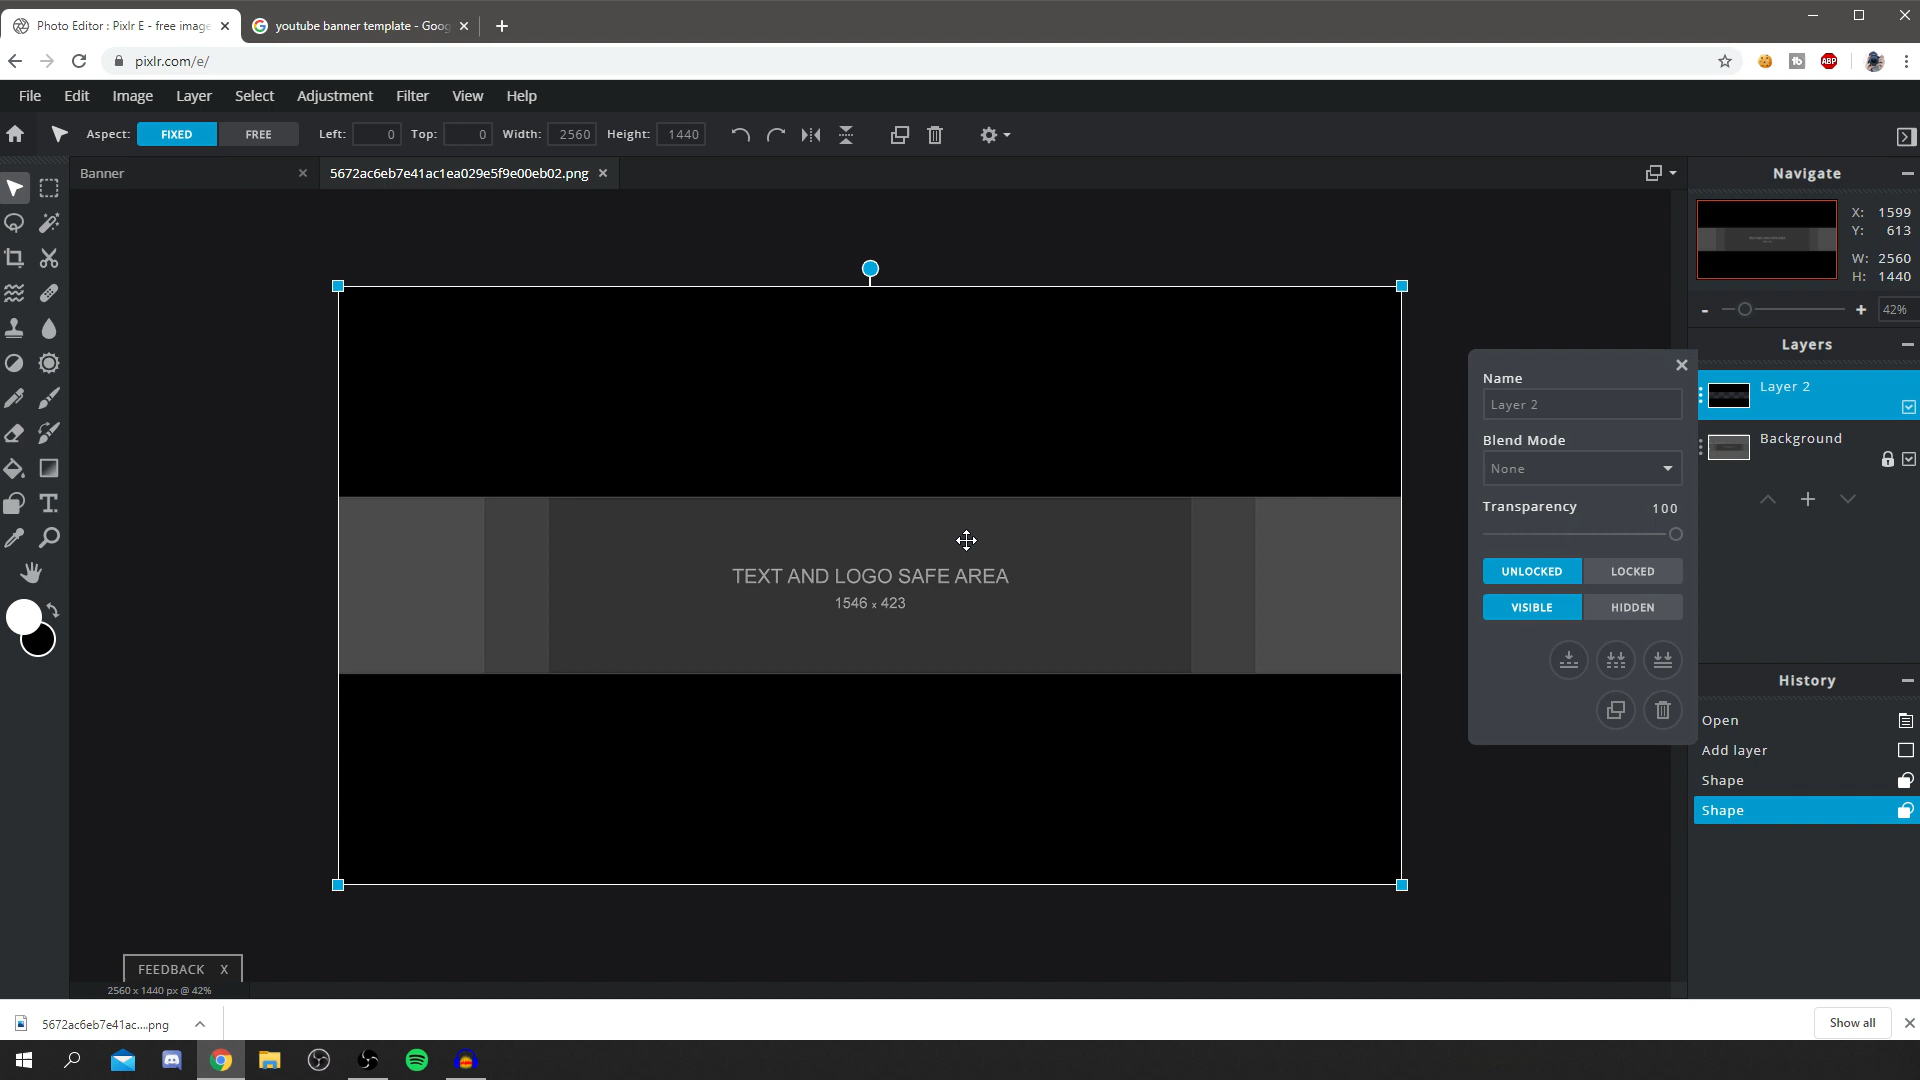 Photo Editor : Pixlr E - free image
youtube banner template - Goog
pixlr.com/e/
ABP
File Edit Image Layer Select Adjustment Filter View Help
Aspect: FIXED FREE Left: 0 Top: 0 Width: 2560 Height: 1440
Banner
5672ac6eb7e41ac1ea029e5f9e00eb02.png
Navigate
X: 1599
Y: 613
W: 2560
H: 1440
42%
Layers
Layer 2
Background
Name
Layer 2
Blend Mode
None
Transparency 100
UNLOCKED LOCKED
VISIBLE HIDDEN
TEXT AND LOGO SAFE AREA
1546 x 423
History
Open
Add layer
Shape
Shape
FEEDBACK X
2560 x 1440 px @ 42%
5672ac6eb7e41ac....png
Show all